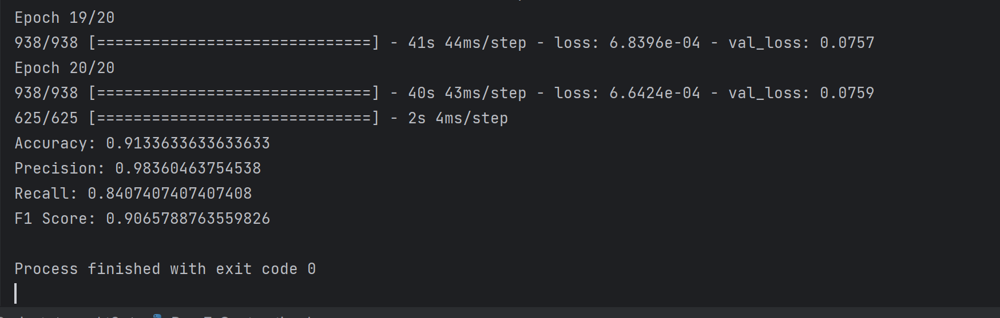 Epoch 19/20
938/938 [==============================] - 41s 44ms/step - loss: 6.8396e-04 - val_loss: 0.0757
Epoch 20/20
938/938 [==============================] - 40s 43ms/step - loss: 6.6424e-04 - val_loss: 0.0759
625/625 [==============================] - 2s 4ms/step
Accuracy: 0.9133633633633633
Precision: 0.98360463754538
Recall: 0.8407407407407408
F1 Score: 0.9065788763559826
Process finished with exit code 0